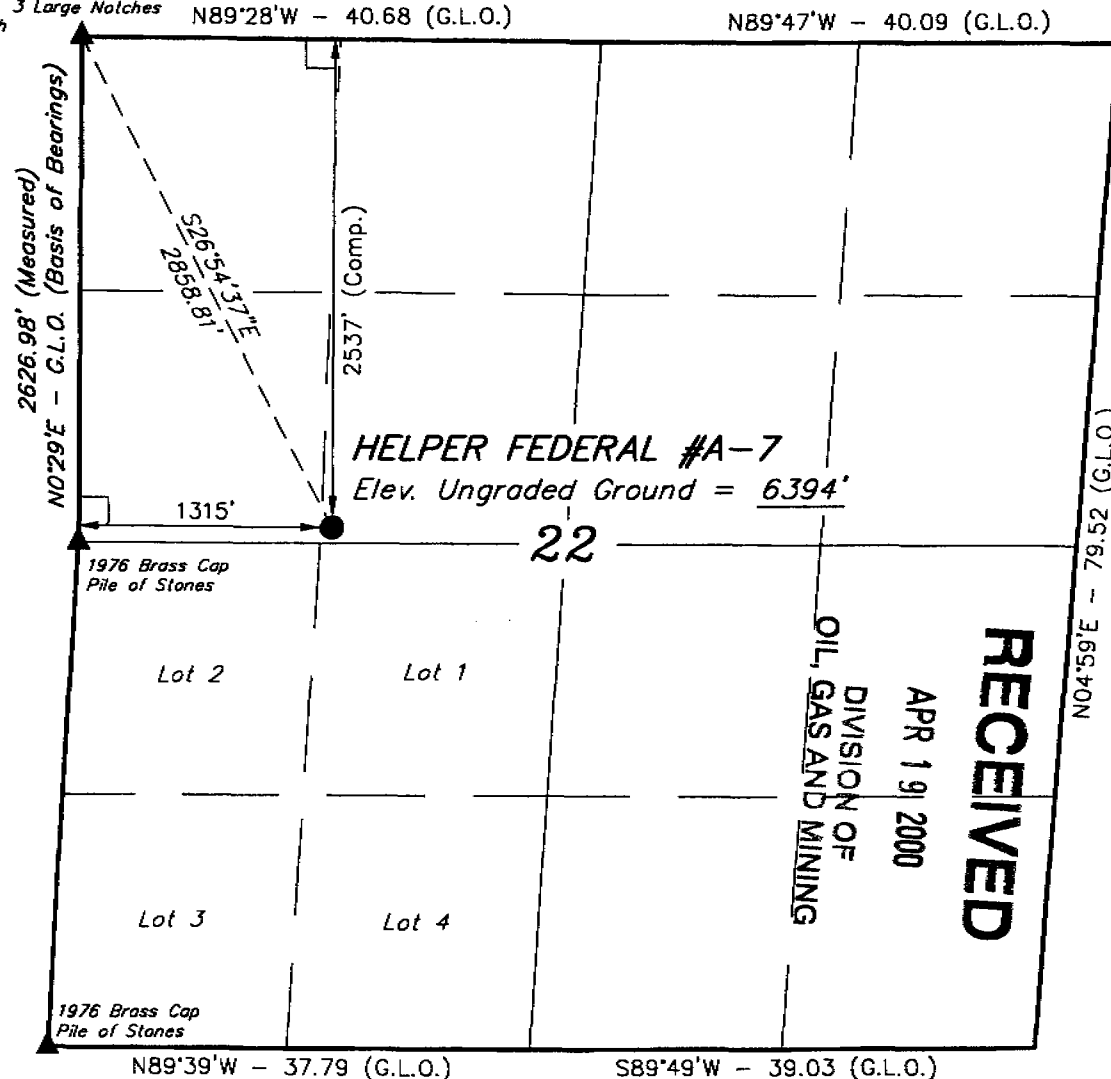 3 Large Notches
h
N89°28'W - 40.68 (G.L.O.)
N89°47'W - 40.09 (G.L.O.)
2626.98' (Measured)
N0°29'E - G.L.O. (Basis of Bearings)
S26°54'37"E
2858.81'
2537' (Comp.)
HELPER FEDERAL #A-7
Elev. Ungraded Ground = 6394'
1315'
22
1976 Brass Cap
Pile of Stones
N04°59'E - 79.52 (G.L.O.)
Lot 2
Lot 1
RECEIVED
APR 19 2000
DIVISION OF
OIL, GAS AND MINING
Lot 3
Lot 4
1976 Brass Cap
Pile of Stones
N89°39'W - 37.79 (G.L.O.)
S89°49'W - 39.03 (G.L.O.)